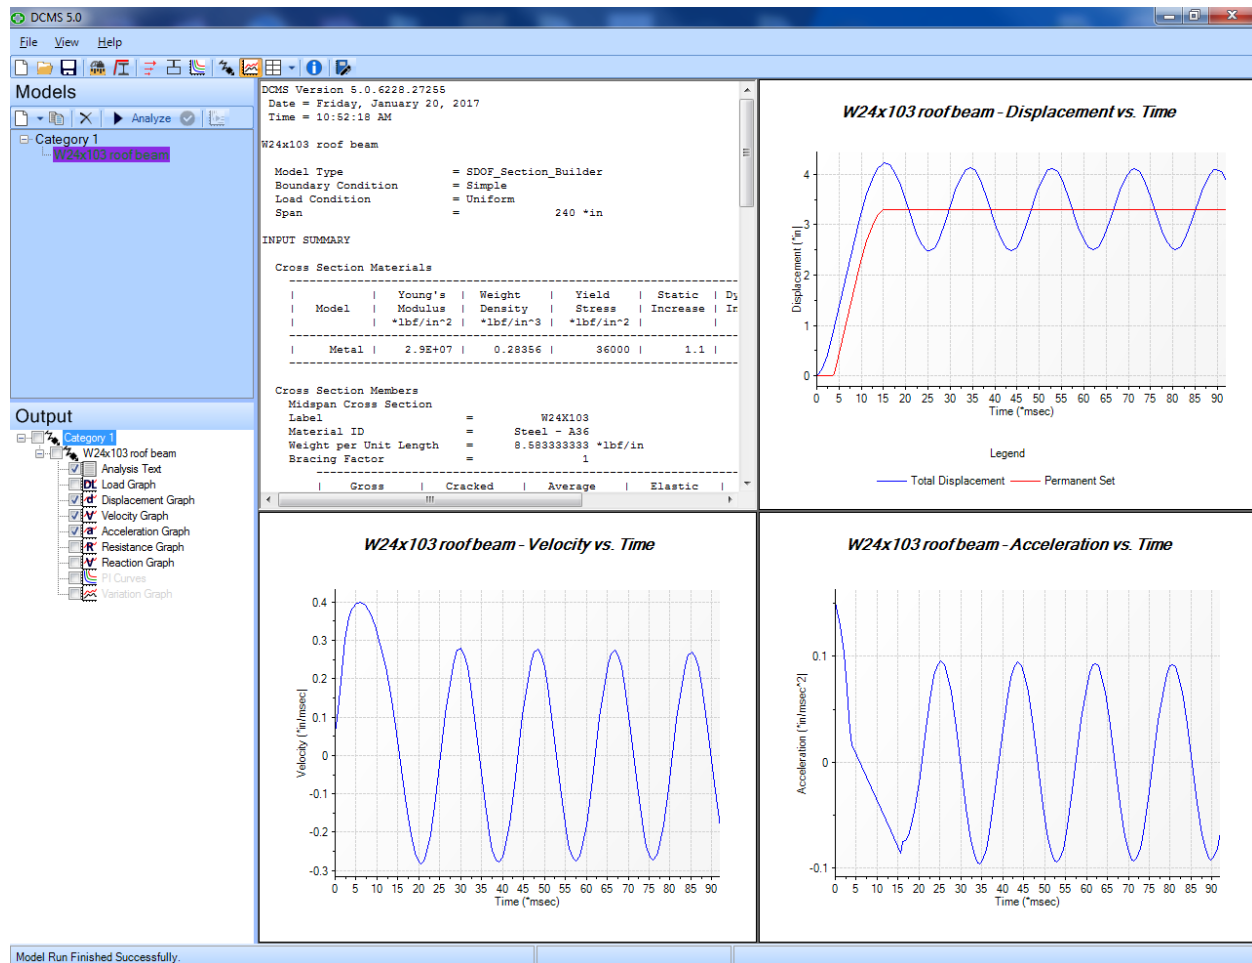 DCMS 5.0
File View Help
Models
Analyze
Category 1
W24x103 roof beam
Output
Category 1
W24x103 roof beam
Analysis Text
DL Load Graph
d Displacement Graph
V Velocity Graph
a Acceleration Graph
R Resistance Graph
V Reaction Graph
PI Curves
Variation Graph
DCMS Version 5.0.6228.27255
Date = Friday, January 20, 2017
Time = 10:52:18 AM
W24x103 roof beam
Model Type = SDOF_Section_Builder
Boundary Condition = Simple
Load Condition = Uniform
Span = 240 *in
INPUT SUMMARY
Cross Section Materials
| | Young's | Weight | Yield | Static | Dy
| Model | Modulus | Density | Stress | Increase | In
| | *lbf/in^2 | *lbf/in^3 | *lbf/in^2 | |
| Metal | 2.9E+07 | 0.28356 | 36000 | 1.1 |
Cross Section Members
Midspan Cross Section
Label = W24X103
Material ID = Steel - A36
Weight per Unit Length = 8.583333333 *lbf/in
Bracing Factor = 1
| Gross | Cracked | Average | Elastic |
W24x103 roof beam - Displacement vs. Time
Displacement (*in|
4
3
2
1
0
0 5 10 15 20 25 30 35 40 45 50 55 60 65 70 75 80 85 90
Time (*msec)
Legend
Total Displacement Permanent Set
W24x103 roof beam - Velocity vs. Time
Velocity (*in/msec|
0.4
0.3
0.2
0.1
0
-0.1
-0.2
-0.3
0 5 10 15 20 25 30 35 40 45 50 55 60 65 70 75 80 85 90
Time (*msec)
W24x103 roof beam - Acceleration vs. Time
Acceleration (*in/msec^2|
0.1
0
-0.1
0 5 10 15 20 25 30 35 40 45 50 55 60 65 70 75 80 85 90
Time (*msec)
Model Run Finished Successfully.